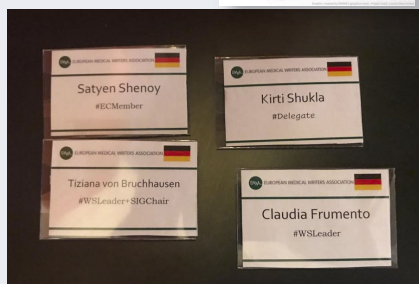 EUROPEAN MEDICAL WRITERS ASSOCIATION
Satyen Shenoy
#ECMember
EUROPEAN MEDICAL WRITERS ASSOCIATION
Kirti Shukla
#Delegate
EUROPEAN MEDICAL WRITERS ASSOCIATION
Tiziana von Bruchhausen
#WSLeader+SIGChair
EUROPEAN MEDICAL WRITERS ASSOCIATION
Claudia Frumento
#WSLeader